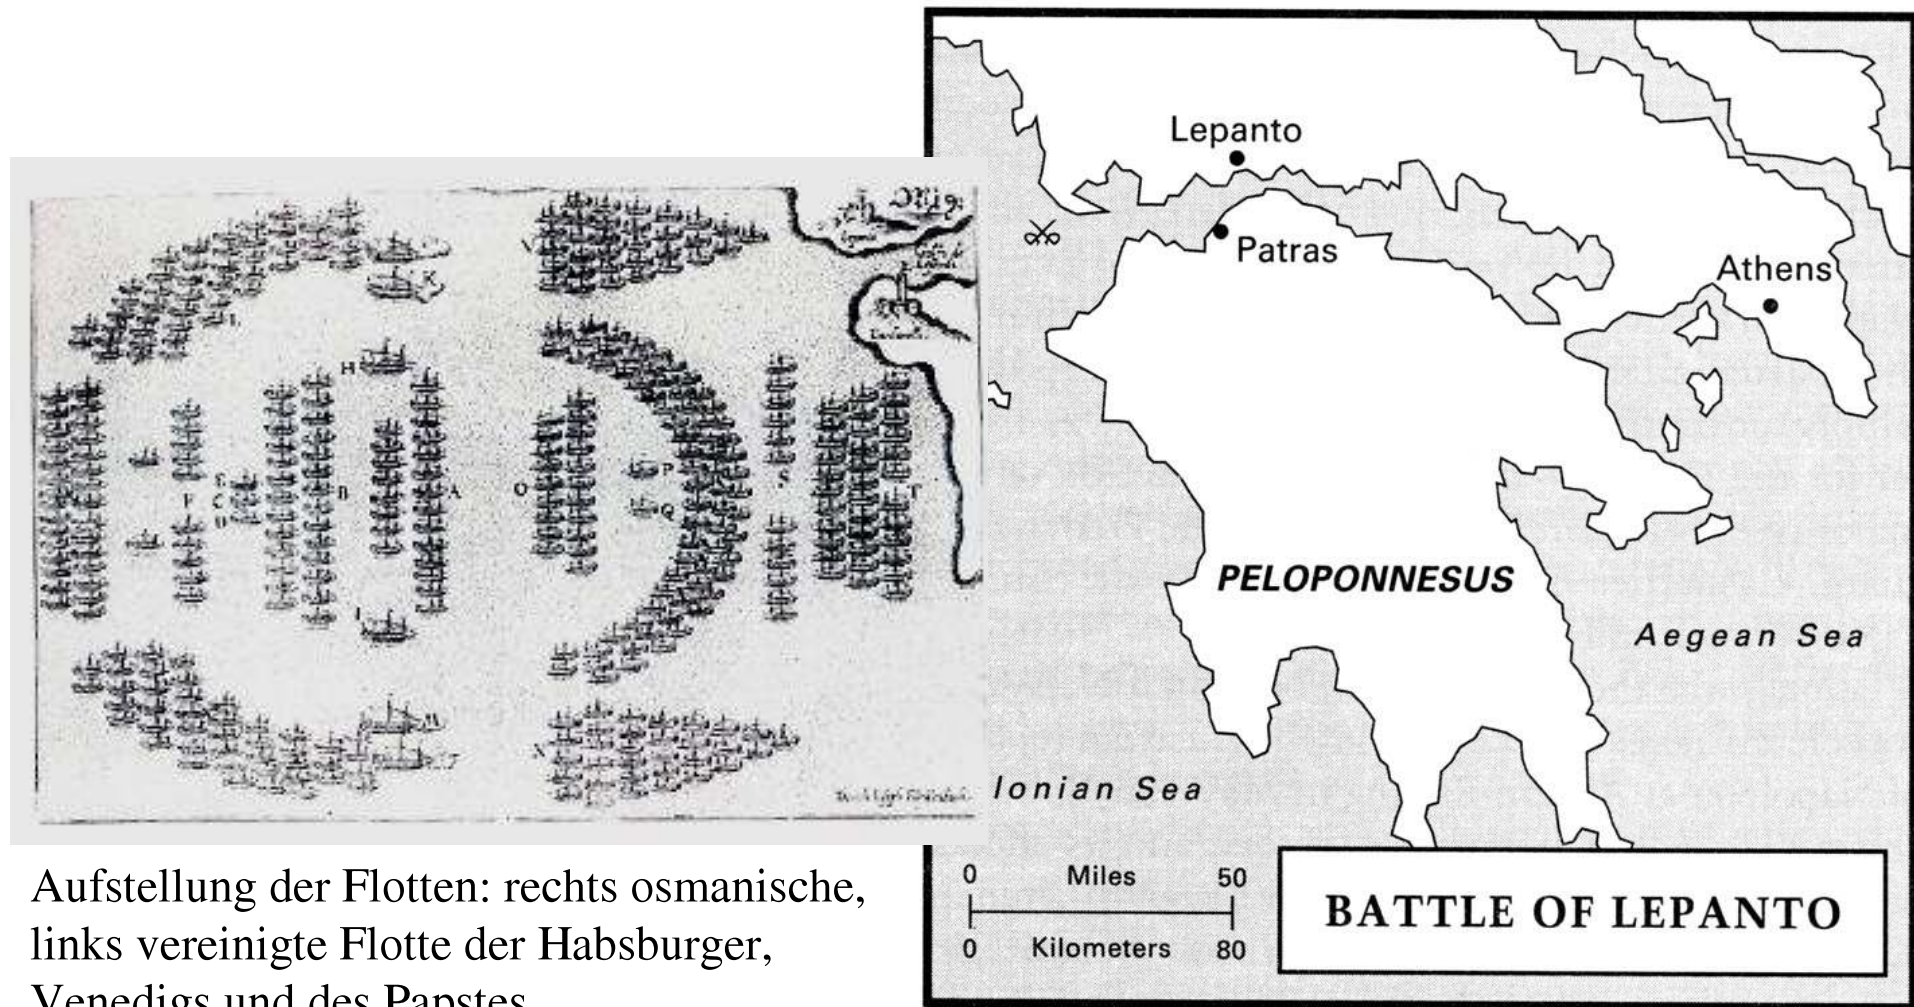 Lepanto
Patras
Athens
PELOPONNESUS
Aegean Sea
Ionian Sea
0 Miles 50
0 Kilometers 80
BATTLE OF LEPANTO
H
L
K
B
A
O
P
Q
S
T
F
C
I
M
V
X
Aufstellung der Flotten: rechts osmanische,
links vereinigte Flotte der Habsburger,
Venedigs und des Papstes